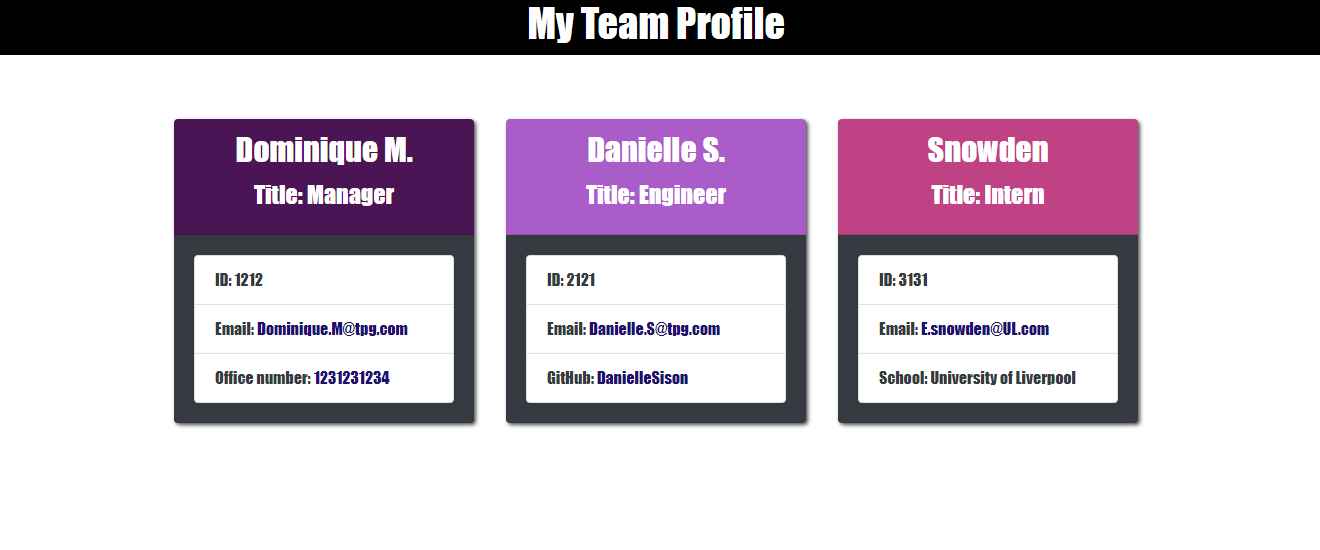 My Team Profile
Dominique M.
Title: Manager
ID: 1212
Email: Dominique.M@tpg.com
Office number: 1231231234
Danielle S.
Title: Engineer
ID: 2121
Email: Danielle.S@tpg.com
GitHub: DanielleSison
Snowden
Title: Intern
ID: 3131
Email: E.snowden@UL.com
School: University of Liverpool